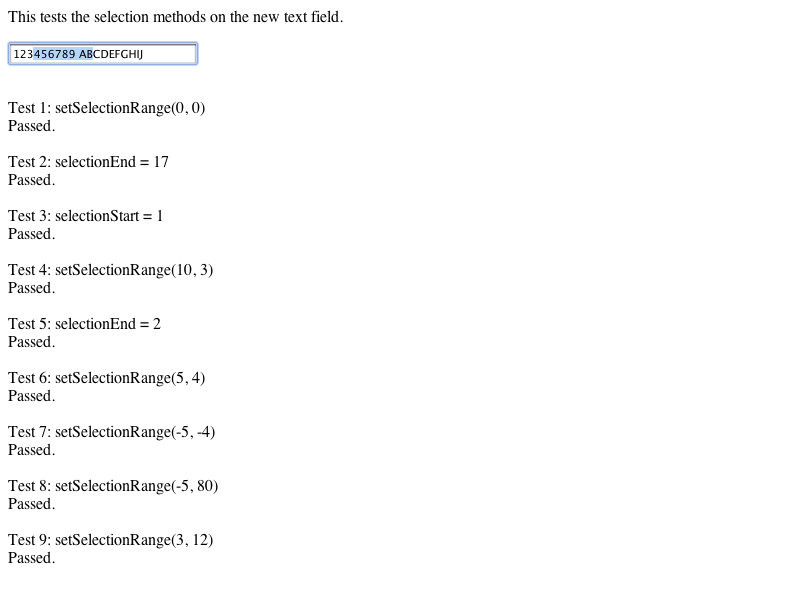 This tests the selection methods on the new text field.
123456789 ABCDEFGHIJ
Test 1: setSelectionRange(0, 0)
Passed.
Test 2: selectionEnd = 17
Passed.
Test 3: selectionStart = 1
Passed.
Test 4: setSelectionRange(10, 3)
Passed.
Test 5: selectionEnd = 2
Passed.
Test 6: setSelectionRange(5, 4)
Passed.
Test 7: setSelectionRange(-5, -4)
Passed.
Test 8: setSelectionRange(-5, 80)
Passed.
Test 9: setSelectionRange(3, 12)
Passed.